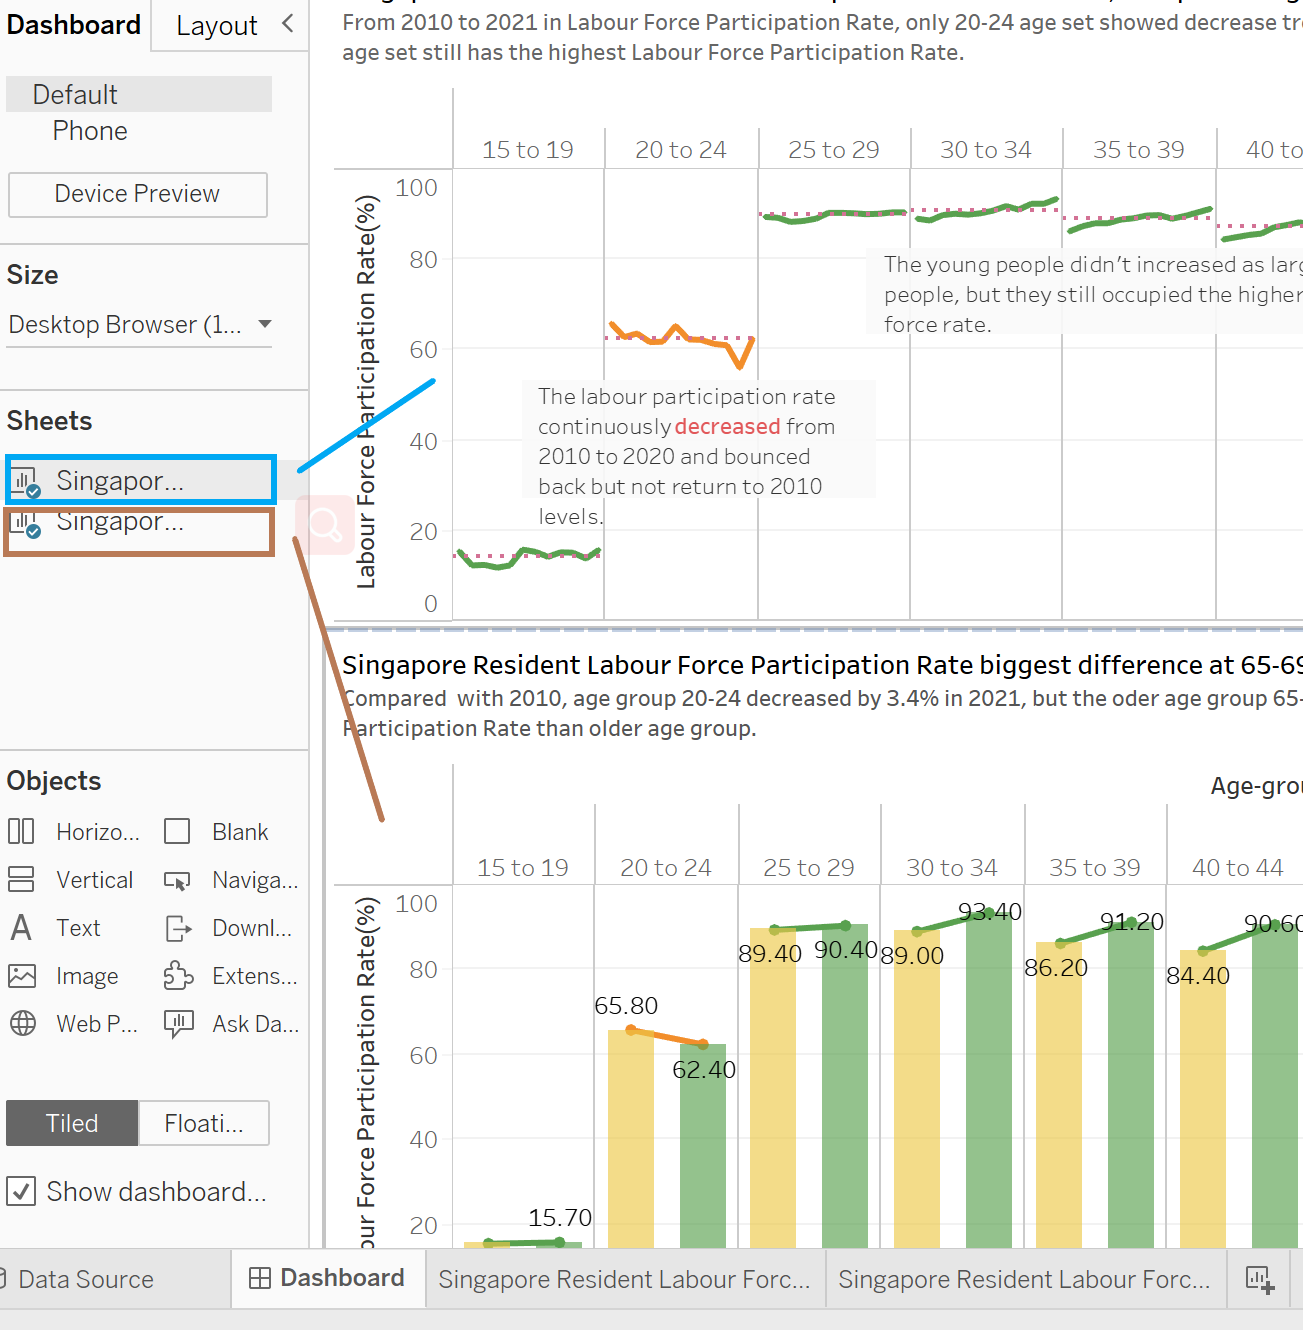 Dashboard
Layout
Default
Phone
Device Preview
Size
Desktop Browser (1...
Sheets
Singapor...
Singapor...
Objects
Horizo...
Blank
Vertical
Naviga...
Text
Downl...
Image
Extens...
Web P...
Ask Da...
Tiled
Floati...
Show dashboard...
From 2010 to 2021 in Labour Force Participation Rate, only 20-24 age set showed decrease
age set still has the highest Labour Force Participation Rate.
15 to 19
20 to 24
25 to 29
30 to 34
35 to 39
40 to
Labour Force Participation Rate(%)
100
80
60
40
20
0
The young people didn't increased as
people, but they still occupied the higher
force rate.
The labour participation rate
continuously decreased from
2010 to 2020 and bounced
back but not return to 2010
levels.
Singapore Resident Labour Force Participation Rate biggest difference at 65-69
Compared with 2010, age group 20-24 decreased by 3.4% in 2021, but the oder age group 65-
Participation Rate than older age group.
15 to 19
20 to 24
25 to 29
30 to 34
35 to 39
40 to 44
Force Participation Rate(%)
100
80
60
40
20
15.70
65.80
62.40
89.40
90.40
89.00
93.40
86.20
91.20
84.40
90.60
Data Source
Dashboard
Singapore Resident Labour Forc...
Singapore Resident Labour Forc...